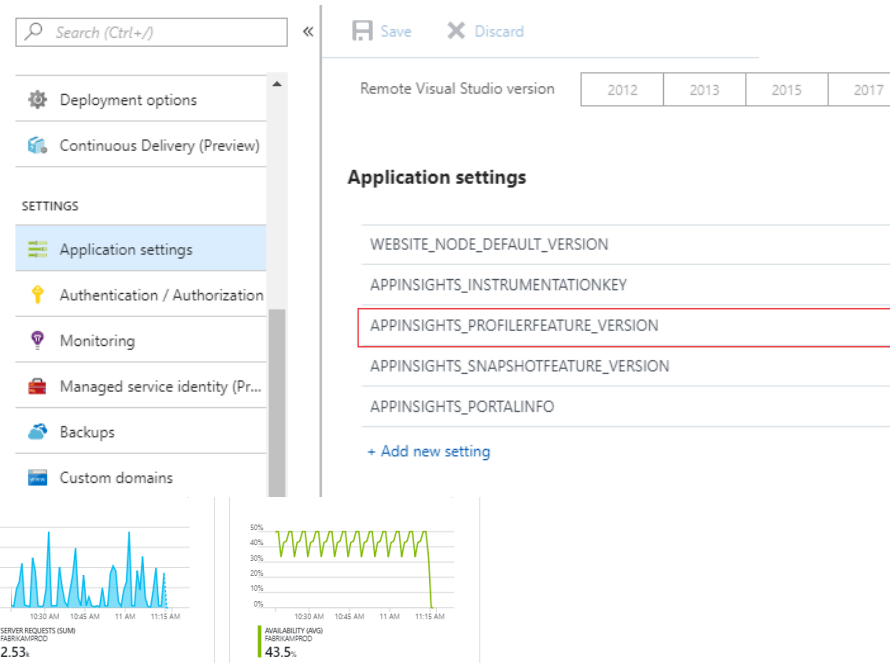 Search (Ctrl+/)
«
Deployment options
Continuous Delivery (Preview)
SETTINGS
Application settings
Authentication / Authorization
Monitoring
Managed service identity (Pr...
Backups
www
Custom domains
Save
Discard
Remote Visual Studio version
2012
2013
2015
2017
Application settings
WEBSITE_NODE_DEFAULT_VERSION
APPINSIGHTS_INSTRUMENTATIONKEY
APPINSIGHTS_PROFILERFEATURE_VERSION
APPINSIGHTS_SNAPSHOTFEATURE_VERSION
APPINSIGHTS_PORTALINFO
+ Add new setting
10:30 AM 10:45 AM 11 AM 11:15 AM
SERVER REQUESTS (SUM)
FABRIKAMPROD
2.53k
50%
40%
30%
20%
10%
0%
10:30 AM 10:45 AM 11 AM 11:15 AM
AVAILABILITY (AVG)
FABRIKAMPROD
43.5%